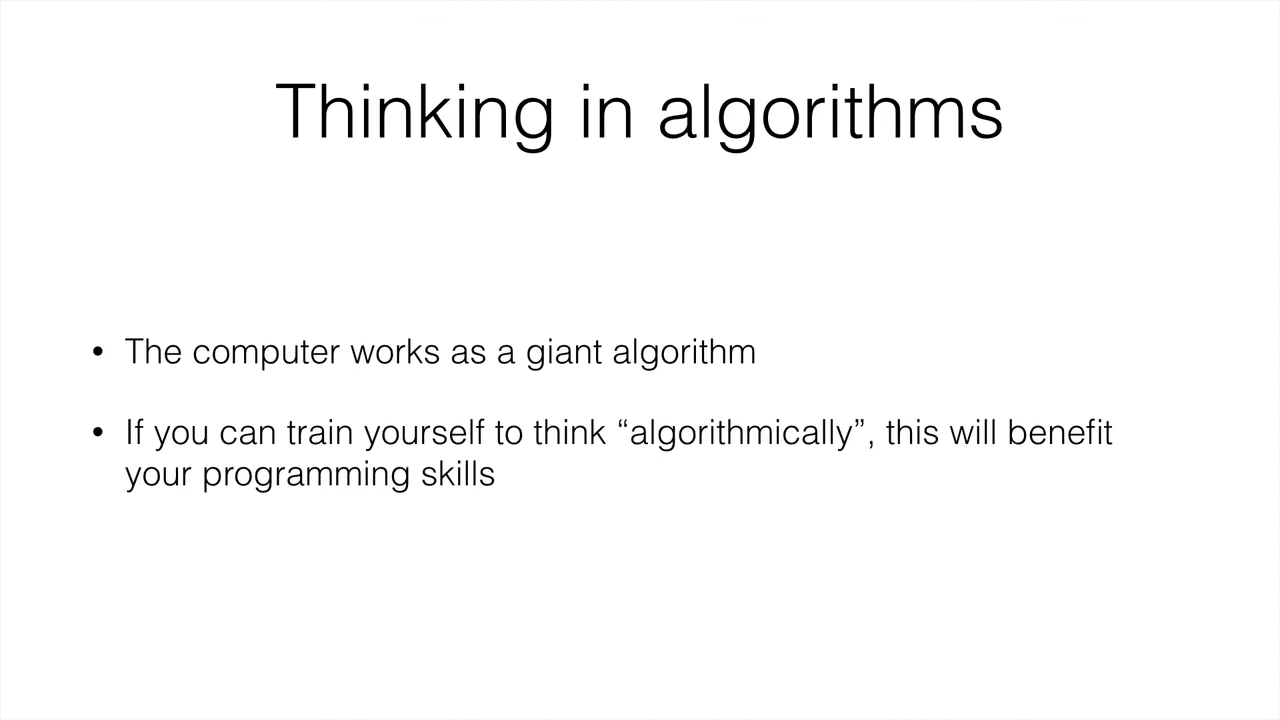 Thinking in algorithms
• The computer works as a giant algorithm
• If you can train yourself to think “algorithmically”, this will benefit
your programming skills